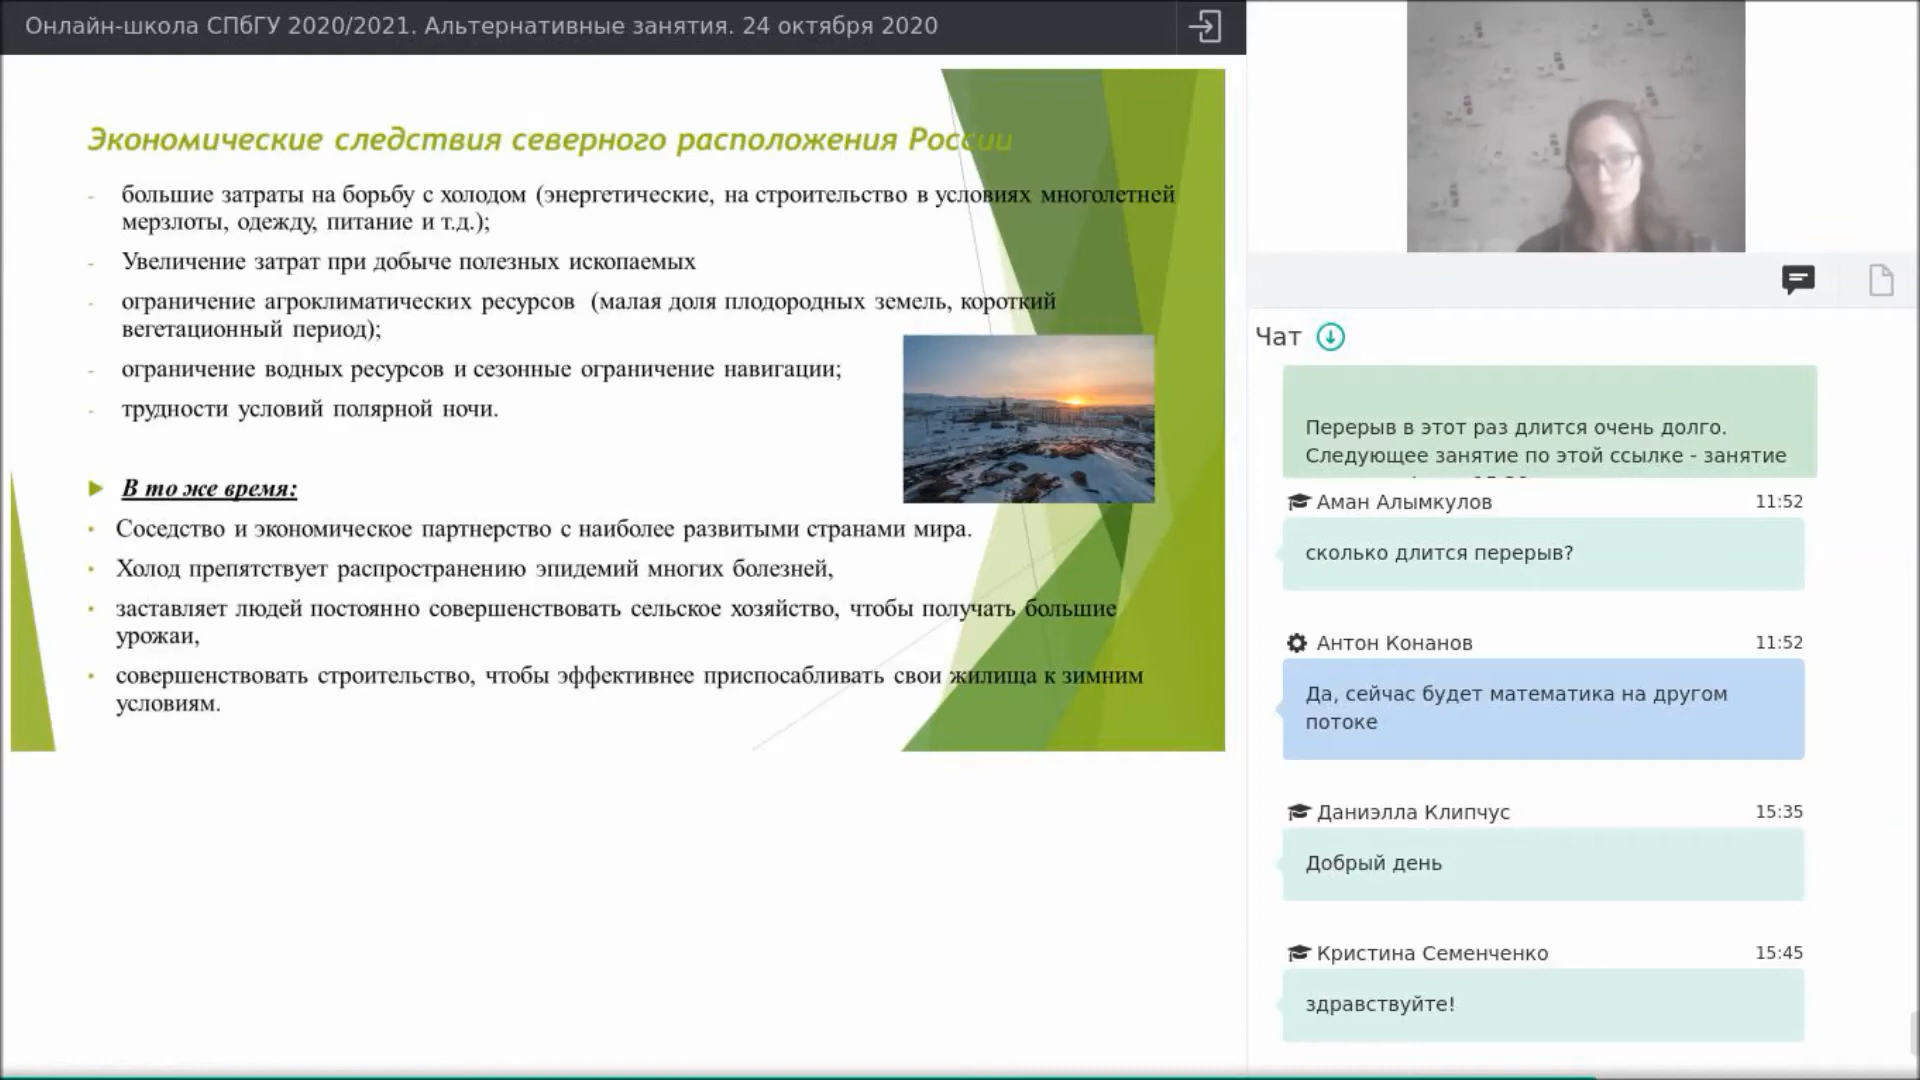 Онлайн-школа СПбГУ 2020/2021. Альтернативные занятия. 24 октября 2020
Экономические следствия северного расположения России
- большие затраты на борьбу с холодом (энергетические, на строительство в условиях многолетней
мерзлоты, одежду, питание и т.д.);
- Увеличение затрат при добыче полезных ископаемых
- ограничение агроклиматических ресурсов (малая доля плодородных земель, короткий
вегетационный период);
- ограничение водных ресурсов и сезонные ограничение навигации;
- трудности условий полярной ночи.
В то же время:
• Соседство и экономическое партнерство с наиболее развитыми странами мира.
• Холод препятствует распространению эпидемий многих болезней,
• заставляет людей постоянно совершенствовать сельское хозяйство, чтобы получать большие
урожаи,
• совершенствовать строительство, чтобы эффективнее приспосабливать свои жилища к зимним
условиям.
Чат
Перерыв в этот раз длится очень долго.
Следующее занятие по этой ссылке - занятие
Аман Алымкулов 11:52
сколько длится перерыв?
Антон Конанов 11:52
Да, сейчас будет математика на другом
потоке
Даниэлла Клипчус 15:35
Добрый день
Кристина Семенченко 15:45
здравствуйте!